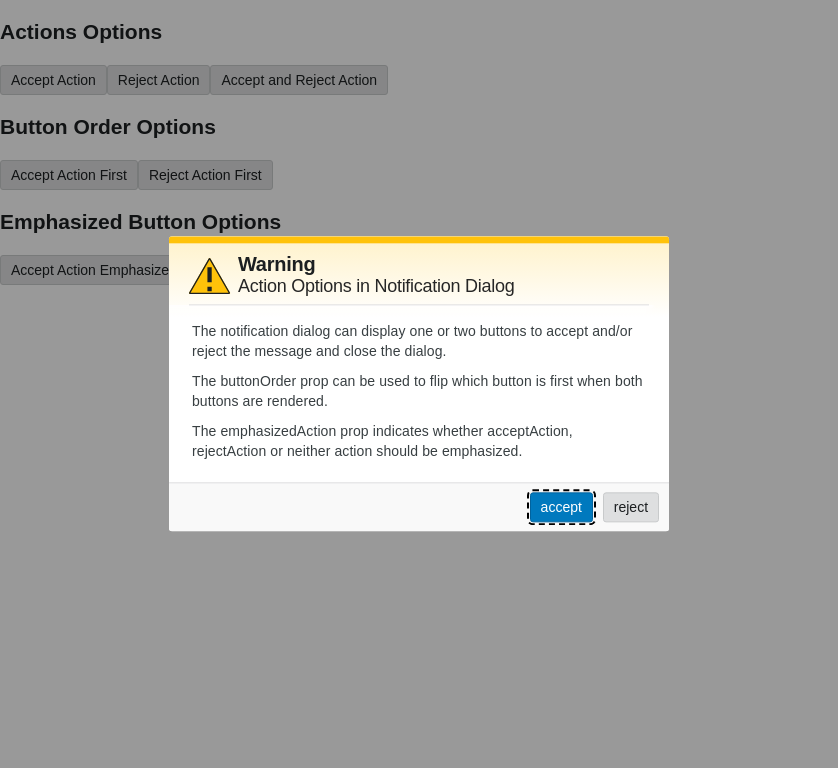 Actions Options
Accept Action Reject Action Accept and Reject Action
Button Order Options
Accept Action First Reject Action First
Emphasized Button Options
Accept Action Emphasize
Warning
Action Options in Notification Dialog
The notification dialog can display one or two buttons to accept and/or
reject the message and close the dialog.
The buttonOrder prop can be used to flip which button is first when both
buttons are rendered.
The emphasizedAction prop indicates whether acceptAction,
rejectAction or neither action should be emphasized.
accept reject